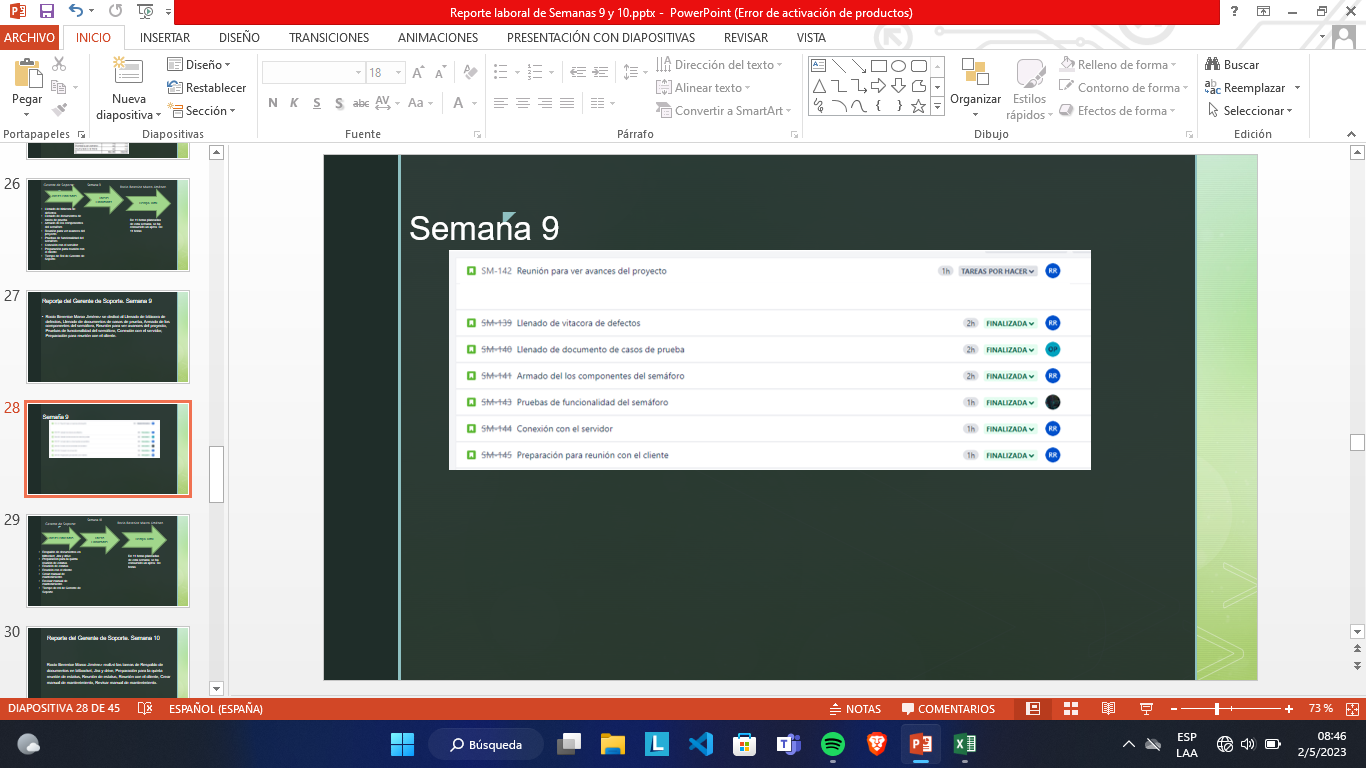 Reporte laboral de Semanas 9 y 10.pptx - PowerPoint (Error de activación de productos)
ARCHIVO INICIO INSERTAR DISEÑO TRANSICIONES ANIMACIONES PRESENTACIÓN CON DIAPOSITIVAS REVISAR VISTA
Pegar
Nueva diapositiva
Diseño
Restablecer
Sección
18
N K S S abc AV Aa A
Dirección del texto
Alinear texto
Convertir a SmartArt
Organizar
Estilos rápidos
Relleno de forma
Contorno de forma
Efectos de forma
Buscar
Reemplazar
Seleccionar
Portapapeles Diapositivas Fuente Párrafo Dibujo Edición
26
27
Reporte del Gerente de Soporte. Semana 9
28
Semana 9
29
30
Reporte del Gerente de Soporte. Semana 10
Semana 9
SM-142 Reunión para ver avances del proyecto 1h TAREAS POR HACER RR
SM-139 Llenado de vitacora de defectos 2h FINALIZADA RR
SM-140 Llenado de documento de casos de prueba 2h FINALIZADA OP
SM-141 Armado del los componentes del semáforo 2h FINALIZADA RR
SM-143 Pruebas de funcionalidad del semáforo 1h FINALIZADA
SM-144 Conexión con el servidor 1h FINALIZADA RR
SM-145 Preparación para reunión con el cliente 1h FINALIZADA RR
DIAPOSITIVA 28 DE 45 ESPAÑOL (ESPAÑA) NOTAS COMENTARIOS 73 %
Búsqueda
ESP
LAA
08:46
2/5/2023